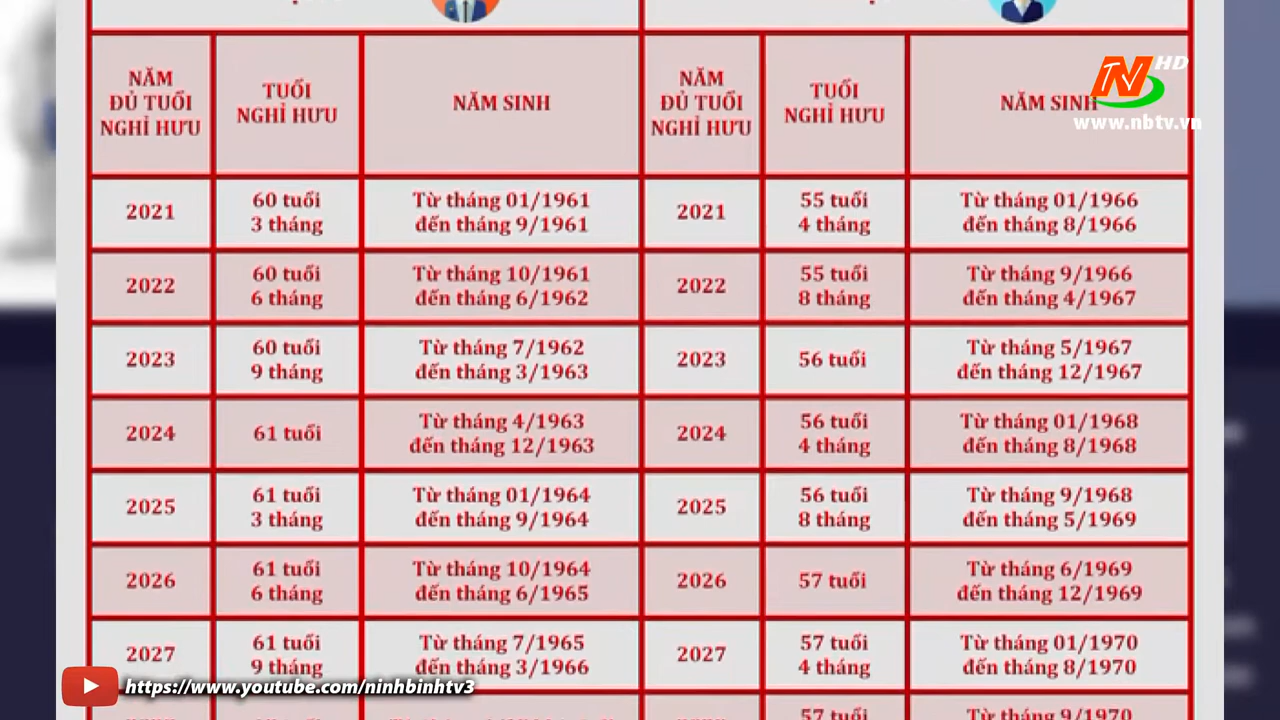 NĂM
ĐỦ TUỔI
NGHỈ HƯU
TUỔI
NGHỈ HƯU
NĂM SINH
NĂM
ĐỦ TUỔI
NGHỈ HƯU
TUỔI
NGHỈ HƯU
NĂM SINH
NTV HD
www.nbtv.vn
2021
60 tuổi
3 tháng
Từ tháng 01/1961
đến tháng 9/1961
2021
55 tuổi
4 tháng
Từ tháng 01/1966
đến tháng 8/1966
2022
60 tuổi
6 tháng
Từ tháng 10/1961
đến tháng 6/1962
2022
55 tuổi
8 tháng
Từ tháng 9/1966
đến tháng 4/1967
2023
60 tuổi
9 tháng
Từ tháng 7/1962
đến tháng 3/1963
2023
56 tuổi
Từ tháng 5/1967
đến tháng 12/1967
2024
61 tuổi
Từ tháng 4/1963
đến tháng 12/1963
2024
56 tuổi
4 tháng
Từ tháng 01/1968
đến tháng 8/1968
2025
61 tuổi
3 tháng
Từ tháng 01/1964
đến tháng 9/1964
2025
56 tuổi
8 tháng
Từ tháng 9/1968
đến tháng 5/1969
2026
61 tuổi
6 tháng
Từ tháng 10/1964
đến tháng 6/1965
2026
57 tuổi
Từ tháng 6/1969
đến tháng 12/1969
2027
61 tuổi
9 tháng
Từ tháng 7/1965
đến tháng 3/1966
2027
57 tuổi
4 tháng
Từ tháng 01/1970
đến tháng 8/1970
https://www.youtube.com/ninhbinhtv3
57 tuổi
Từ tháng 9/1970